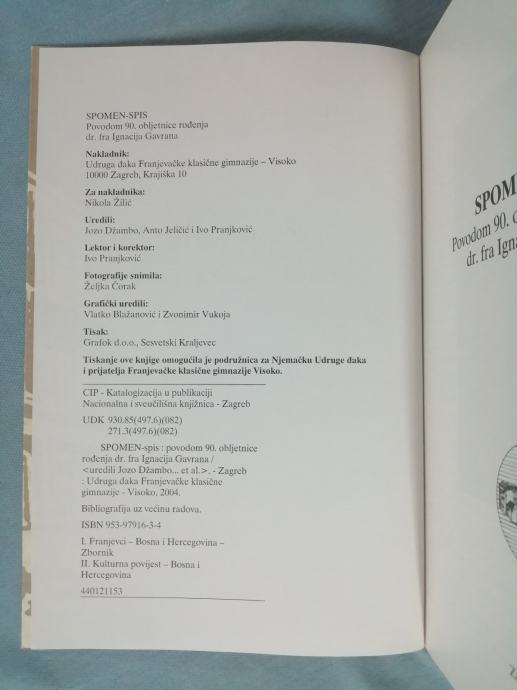 SPOMEN-SPIS
Povodom 90. obljetnice rođenja
dr. fra Ignacija Gavrana
Nakladnik:
Udruga đaka Franjevačke klasične gimnazije – Visoko
10000 Zagreb, Krajiška 10
Za nakladnika:
Nikola Žilić
Uredili:
Jozo Džambo, Anto Jeličić i Ivo Pranjković
Lektor i korektor:
Ivo Pranjković
Fotografije snimila:
Željka Čorak
Grafički uredili:
Vlatko Blažanović i Zvonimir Vukoja
Tisak:
Grafok d.o.o., Sesvetski Kraljevec
Tiskanje ove knjige omogućila je podružnica za Njemačku Udruge đaka
i prijatelja Franjevačke klasične gimnazije Visoko.
CIP - Katalogizacija u publikaciji
Nacionalna i sveučilišna knjižnica - Zagreb
UDK 930.85(497.6)(082)
271.3(497.6)(082)
SPOMEN-spis : povodom 90. obljetnice
rođenja dr. fra Ignacija Gavrana /
<uredili Jozo Džambo... et al.>. - Zagreb
: Udruga đaka Franjevačke klasične
gimnazije - Visoko, 2004.
Bibliografija uz većinu radova.
ISBN 953-97916-3-4
I. Franjevci – Bosna i Hercegovina –
Zbornik
II. Kulturna povijest – Bosna i
Hercegovina
440121153
SPOM
Povodom 90. o
dr. fra Igna